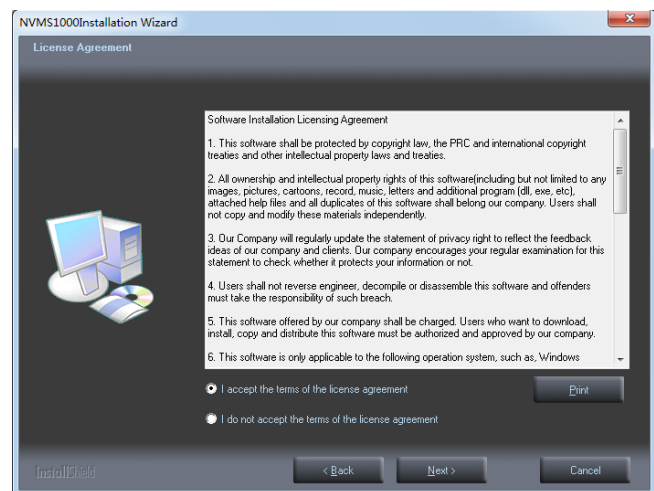 NVMS1000Installation Wizard
License Agreement
Software Installation Licensing Agreement
1. This software shall be protected by copyright law, the PRC and international copyright
treaties and other intellectual property laws and treaties.
2. All ownership and intellectual property rights of this software(including but not limited to any
images, pictures, cartoons, record, music, letters and additional program (dll, exe, etc),
attached help files and all duplicates of this software shall belong our company. Users shall
not copy and modify these materials independently.
3. Our Company will regularly update the statement of privacy right to reflect the feedback
ideas of our company and clients. Our company encourages your regular examination for this
statement to check whether it protects your information or not.
4. Users shall not reverse engineer, decompile or disassemble this software and offenders
must take the responsibility of such breach.
5. This software offered by our company shall be charged. Users who want to download,
install, copy and distribute this software must be authorized and approved by our company.
6. This software is only applicable to the following operation system, such as, Windows
I accept the terms of the license agreement
Print
I do not accept the terms of the license agreement
InstallShield
< Back
Next >
Cancel